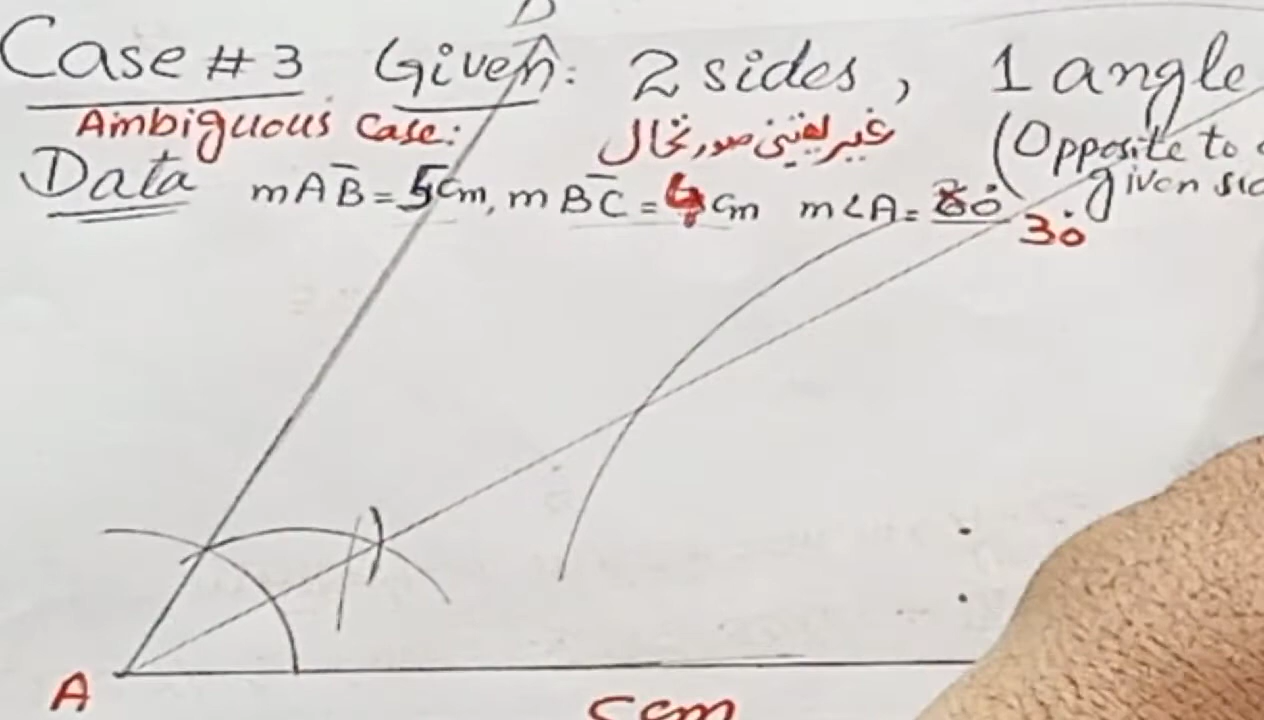 D
Case # 3 Given: 2 sides, 1 angle
Ambiguous Case: غیر یقینی صورتحال (Opposite to
Data mAB = 5cm, mBC = 4cm m∠A = 60° given
30°
A
5cm